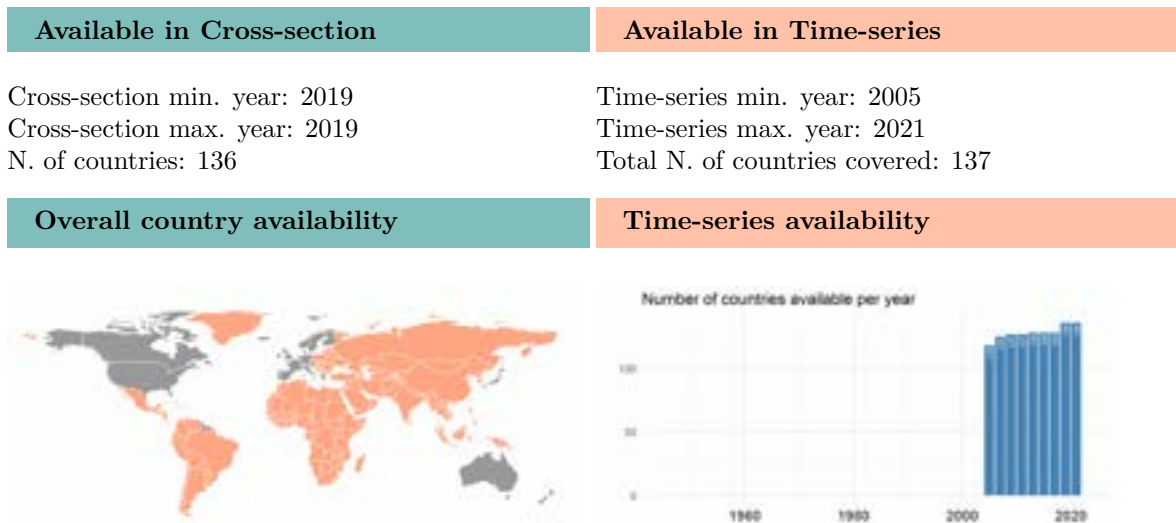 Available in Cross-section
Available in Time-series
Cross-section min. year: 2019
Cross-section max. year: 2019
N. of countries: 136
Time-series min. year: 2005
Time-series max. year: 2021
Total N. of countries covered: 137
Overall country availability
Time-series availability
Number of countries available per year
100
50
0
1960
1980
2000
2020